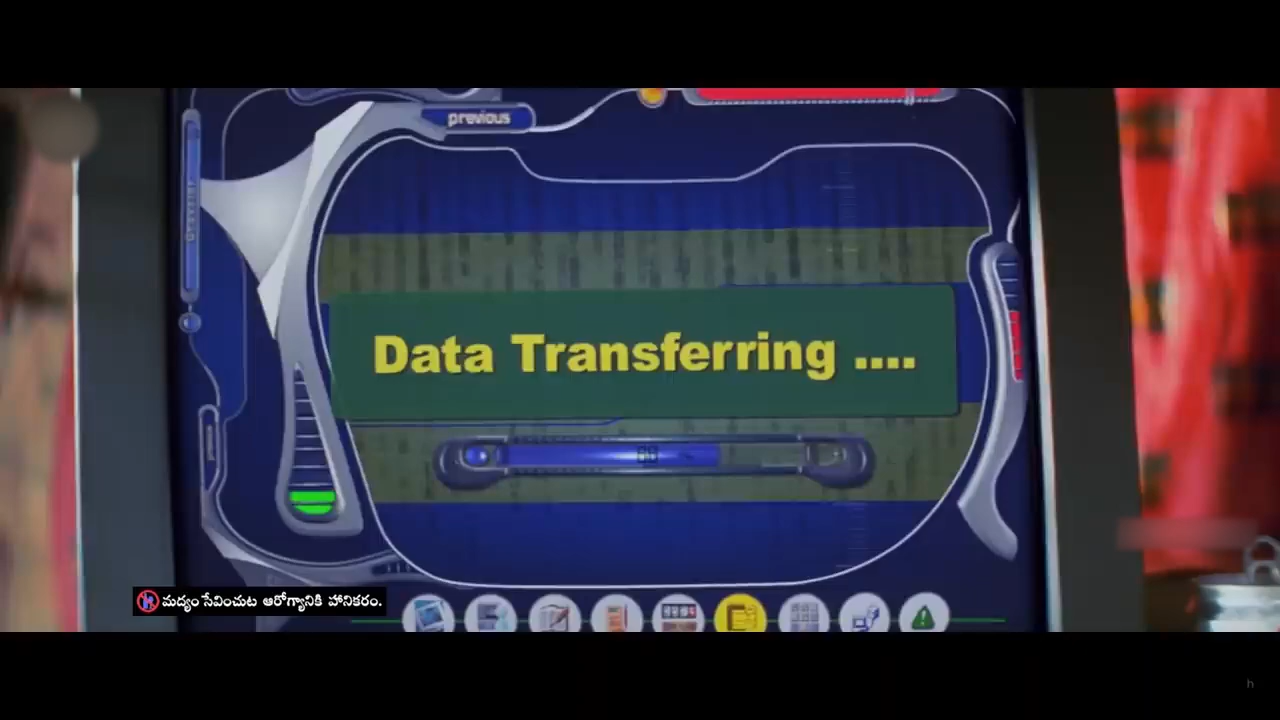 previous
Data Transferring ....
మద్యం సేవించుట ఆరోగ్యానికి హానికరం.
h